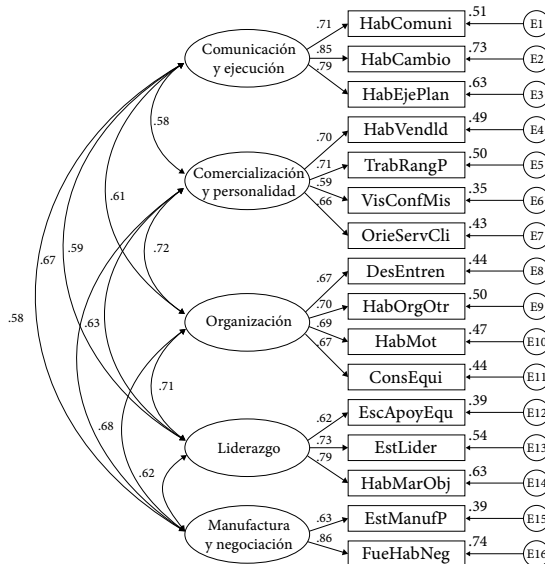 .71
HabComuni
.51
E1
Comunicación
y ejecución
.85
HabCambio
.73
E2
.79
HabEjePlan
.63
E3
.58
.70
HabVendId
.49
E4
Comercialización
y personalidad
.71
TrabRangP
.50
E5
.59
VisConfMis
.35
E6
.66
OrieServCli
.43
E7
.61
.72
.59
.67
.58
.67
DesEntren
.44
E8
Organización
.70
HabOrgOtr
.50
E9
.69
HabMot
.47
E10
.67
ConsEqui
.44
E11
.63
.71
.62
EscApoyEqu
.39
E12
Liderazgo
.73
EstLider
.54
E13
.79
HabMarObj
.63
E14
.68
.62
Manufactura
y negociación
.63
EstManufP
.39
E15
.86
FueHabNeg
.74
E16